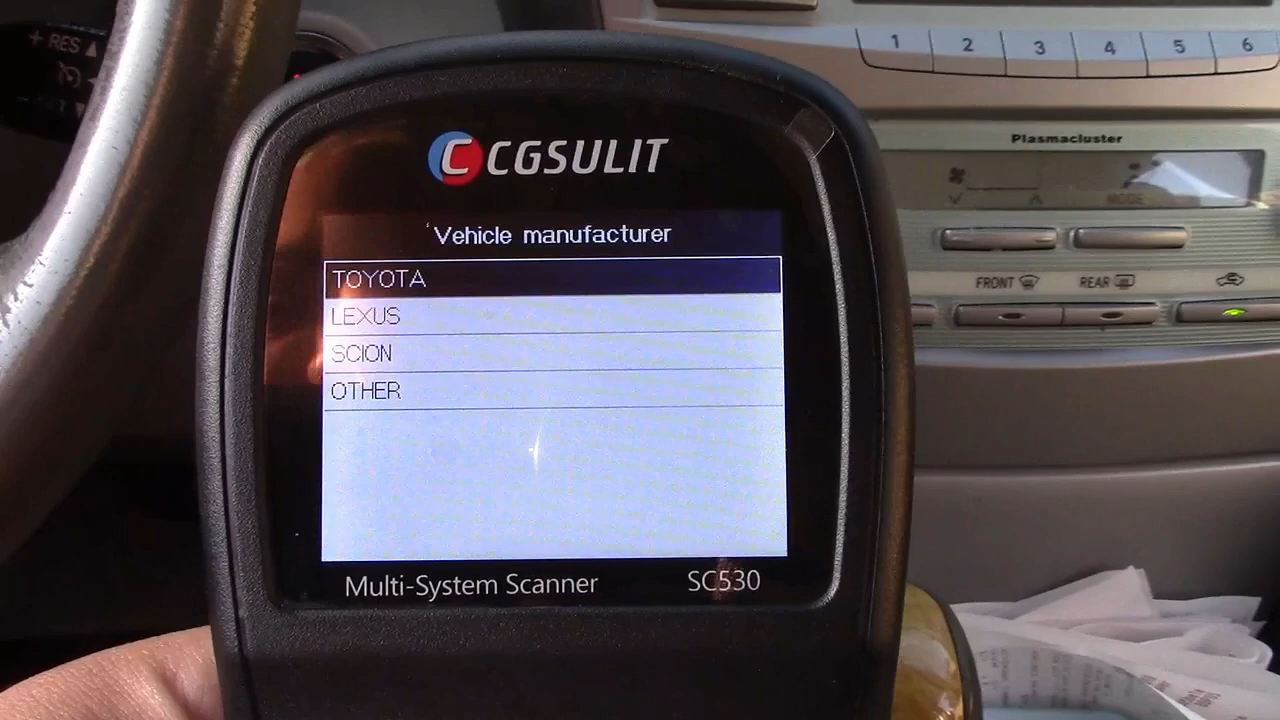 + RES ▲
1 2 3 4 5 6
CGSULIT
Plasmacluster
MODE
Vehicle manufacturer
TOYOTA
LEXUS
SCION
OTHER
FRONT
REAR
Multi-System Scanner
SC530